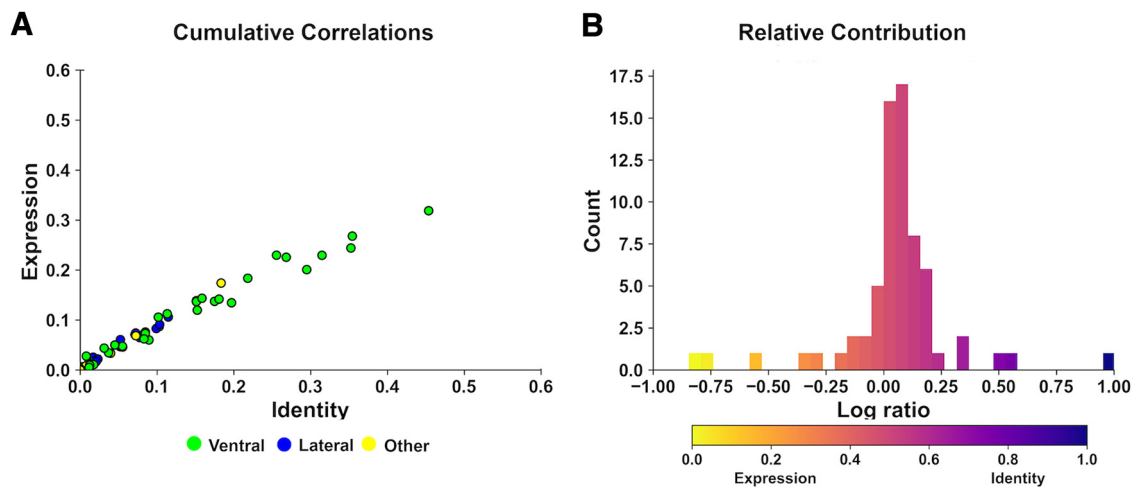 A
Cumulative Correlations
0.6
0.5
0.4
0.3
0.2
0.1
0.0
Expression
0.0 0.1 0.2 0.3 0.4 0.5 0.6
Identity
Ventral Lateral Other
B
Relative Contribution
17.5
15.0
12.5
10.0
7.5
5.0
2.5
0.0
Count
−1.00 −0.75 −0.50 −0.25 0.00 0.25 0.50 0.75 1.00
Log ratio
0.0 0.2 0.4 0.6 0.8 1.0
Expression Identity